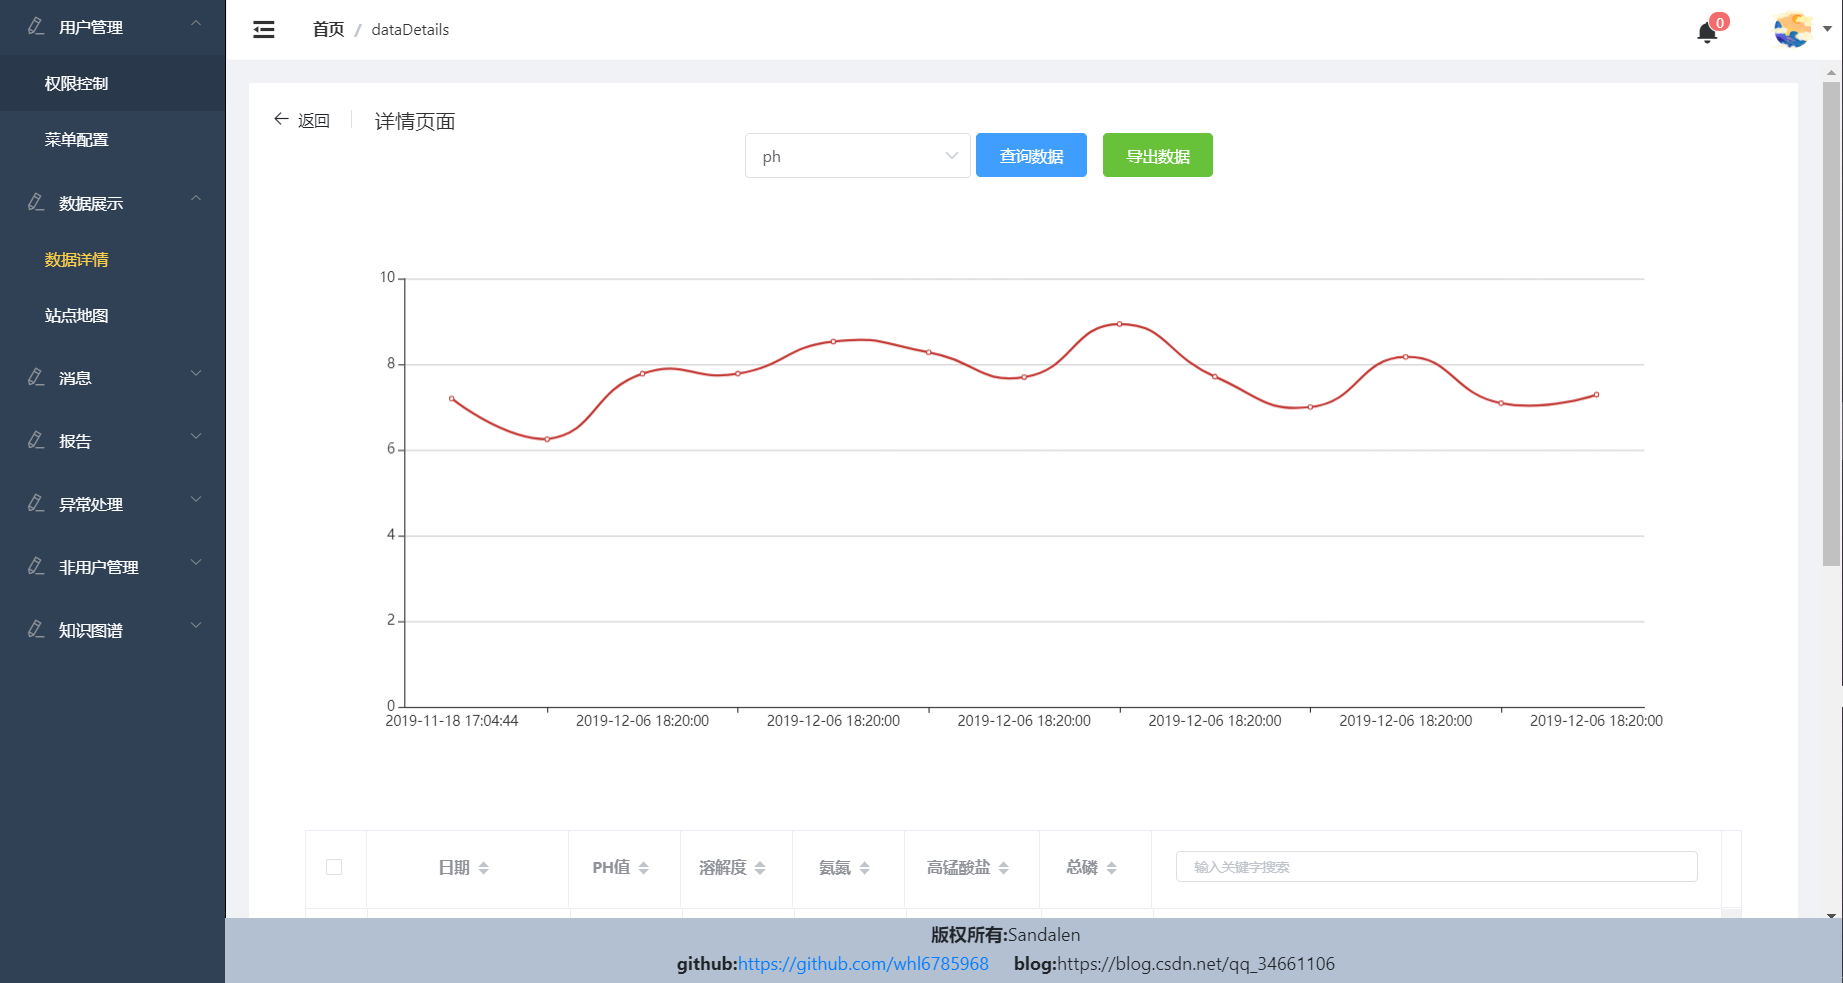 用户管理
权限控制
菜单配置
数据展示
数据详情
站点地图
消息
报告
异常处理
非用户管理
知识图谱
首页 / dataDetails
0
返回
详情页面
ph
查询数据
导出数据
10
8
6
4
2
0
2019-11-18 17:04:44 2019-12-06 18:20:00 2019-12-06 18:20:00 2019-12-06 18:20:00 2019-12-06 18:20:00 2019-12-06 18:20:00 2019-12-06 18:20:00
日期 PH值 溶解度 氨氮 高锰酸盐 总磷 输入关键字搜索
版权所有:Sandalen
github:https://github.com/whl6785968 blog:https://blog.csdn.net/qq_34661106